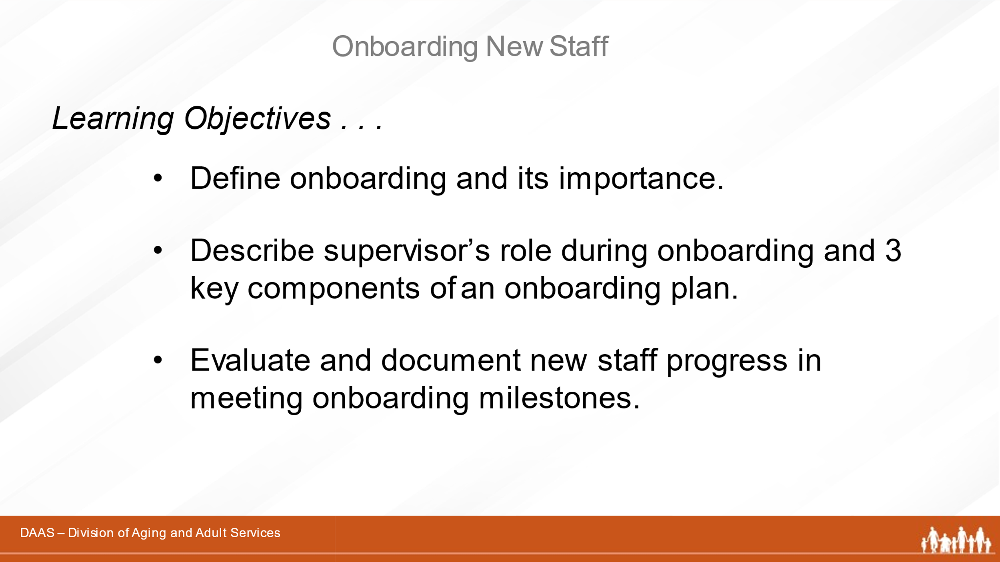 Onboarding New Staff
Learning Objectives . . .
• Define onboarding and its importance.
• Describe supervisor’s role during onboarding and 3
key components of an onboarding plan.
• Evaluate and document new staff progress in
meeting onboarding milestones.
DAAS – Division of Aging and Adult Services